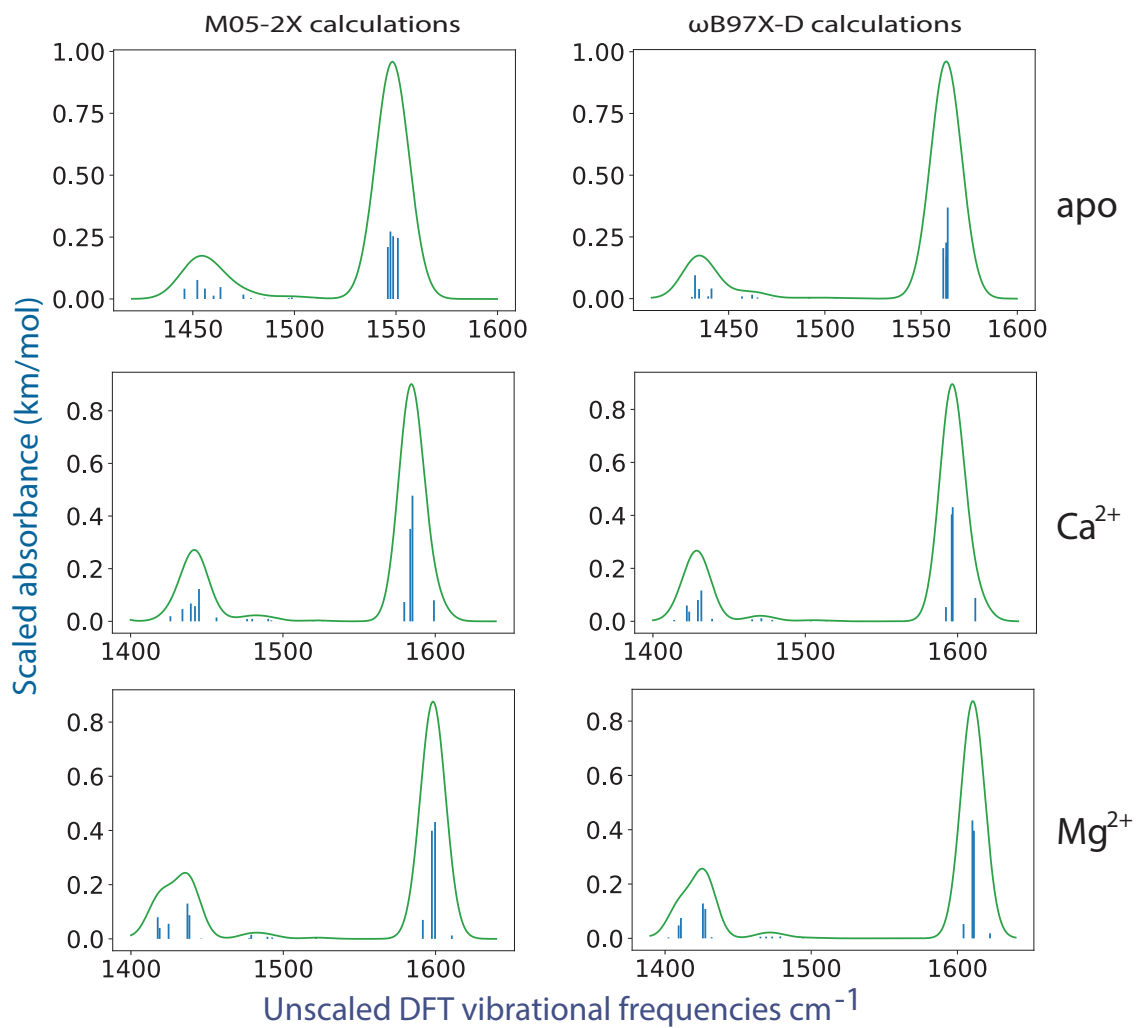 M05-2X calculations
ωB97X-D calculations
1.00
0.75
0.50
0.25
0.00
1450 1500 1550 1600
1.00
0.75
0.50
0.25
0.00
1450 1500 1550 1600
apo
0.8
0.6
0.4
0.2
0.0
1400 1500 1600
0.8
0.6
0.4
0.2
0.0
1400 1500 1600
Ca²⁺
0.8
0.6
0.4
0.2
0.0
1400 1500 1600
0.8
0.6
0.4
0.2
0.0
1400 1500 1600
Mg²⁺
Scaled absorbance (km/mol)
Unscaled DFT vibrational frequencies cm⁻¹